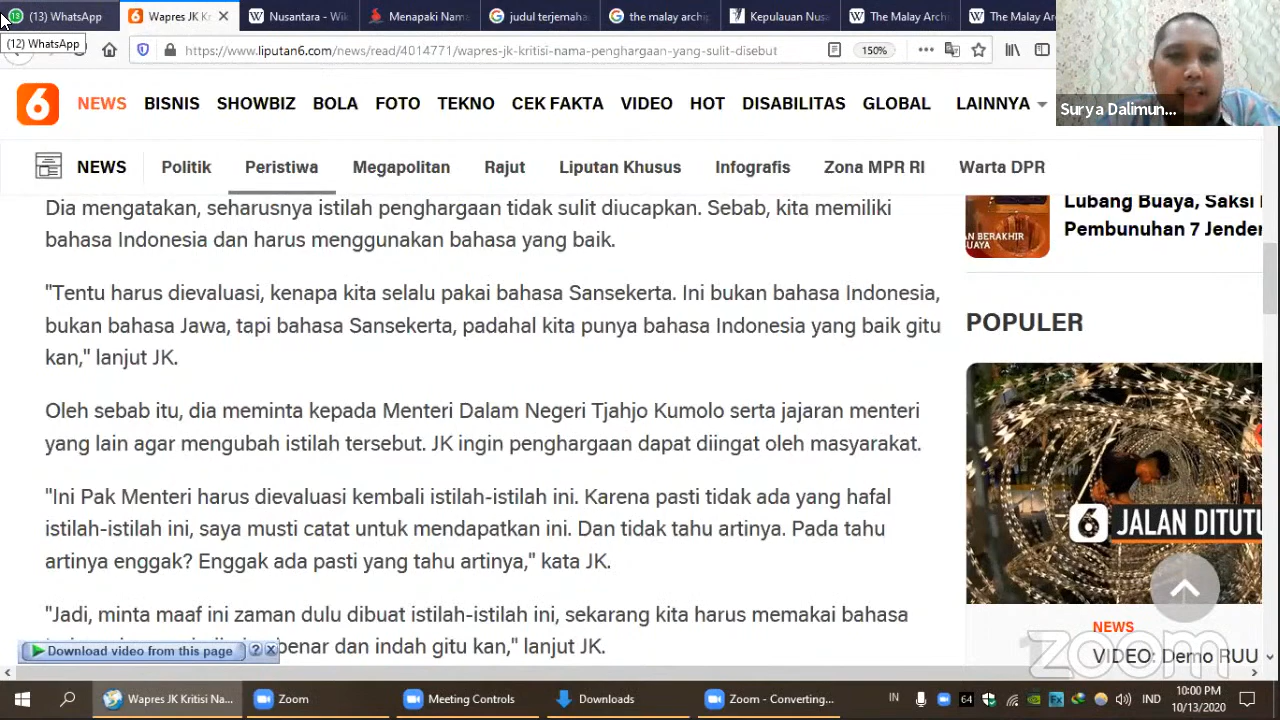 (13) WhatsApp
Wapres JK Kr
Nusantara - Wik
Menapaki Nama
judul terjemaha
the malay archip
Kepulauan Nusa
The Malay Archi
The Malay Arc
(12) WhatsApp
https://www.liputan6.com/news/read/4014771/wapres-jk-kritisi-nama-penghargaan-yang-sulit-disebut
150%
Surya Dalimun...
6 NEWS BISNIS SHOWBIZ BOLA FOTO TEKNO CEK FAKTA VIDEO HOT DISABILITAS GLOBAL LAINNYA
NEWS Politik Peristiwa Megapolitan Rajut Liputan Khusus Infografis Zona MPR RI Warta DPR
Dia mengatakan, seharusnya istilah penghargaan tidak sulit diucapkan. Sebab, kita memiliki
bahasa Indonesia dan harus menggunakan bahasa yang baik.
"Tentu harus dievaluasi, kenapa kita selalu pakai bahasa Sansekerta. Ini bukan bahasa Indonesia,
bukan bahasa Jawa, tapi bahasa Sansekerta, padahal kita punya bahasa Indonesia yang baik gitu
kan," lanjut JK.
Oleh sebab itu, dia meminta kepada Menteri Dalam Negeri Tjahjo Kumolo serta jajaran menteri
yang lain agar mengubah istilah tersebut. JK ingin penghargaan dapat diingat oleh masyarakat.
"Ini Pak Menteri harus dievaluasi kembali istilah-istilah ini. Karena pasti tidak ada yang hafal
istilah-istilah ini, saya musti catat untuk mendapatkan ini. Dan tidak tahu artinya. Pada tahu
artinya enggak? Enggak ada pasti yang tahu artinya," kata JK.
"Jadi, minta maaf ini zaman dulu dibuat istilah-istilah ini, sekarang kita harus memakai bahasa
benar dan indah gitu kan," lanjut JK.
Download video from this page ? x
Lubang Buaya, Saksi
Pembunuhan 7 Jender
AN BERAKHIR
UAYA
POPULER
6 JALAN DITUTU
NEWS
VIDEO: Demo RUU
zoom
Wapres JK Kritisi Na...
Zoom
Meeting Controls
Downloads
Zoom - Converting...
IN
64
IND
10:00 PM
10/13/2020